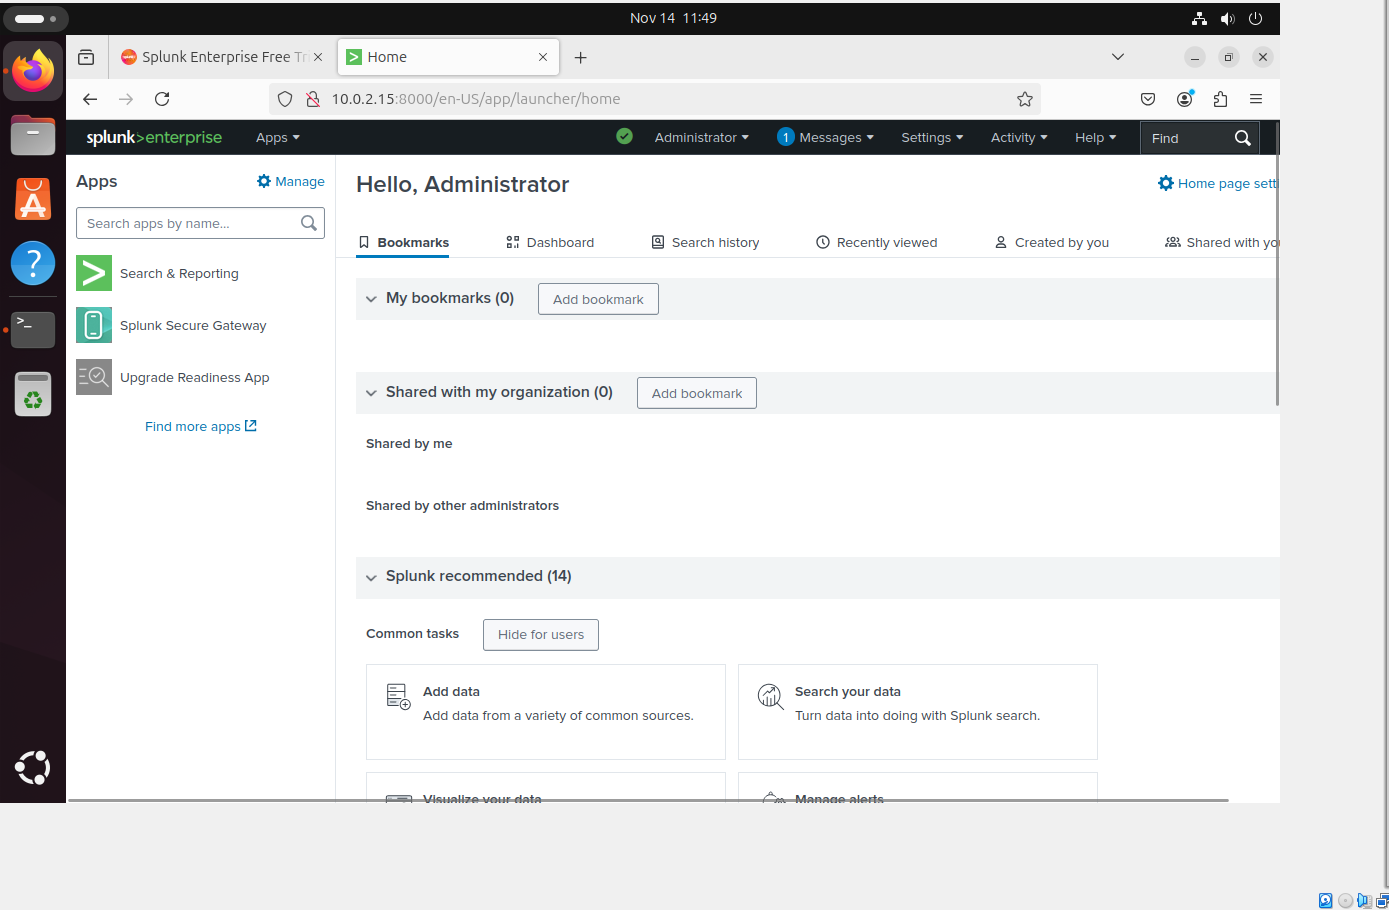 Nov 14 11:49
Splunk Enterprise Free Tr
Home
10.0.2.15:8000/en-US/app/launcher/home
splunk>enterprise
Apps
Administrator
1 Messages
Settings
Activity
Help
Find
Apps
Manage
Search apps by name...
Search & Reporting
Splunk Secure Gateway
Upgrade Readiness App
Find more apps
Hello, Administrator
Home page sett
Bookmarks
Dashboard
Search history
Recently viewed
Created by you
Shared with you
My bookmarks (0)
Add bookmark
Shared with my organization (0)
Add bookmark
Shared by me
Shared by other administrators
Splunk recommended (14)
Common tasks
Hide for users
Add data
Add data from a variety of common sources.
Search your data
Turn data into doing with Splunk search.
Visualize your data
Manage alerts